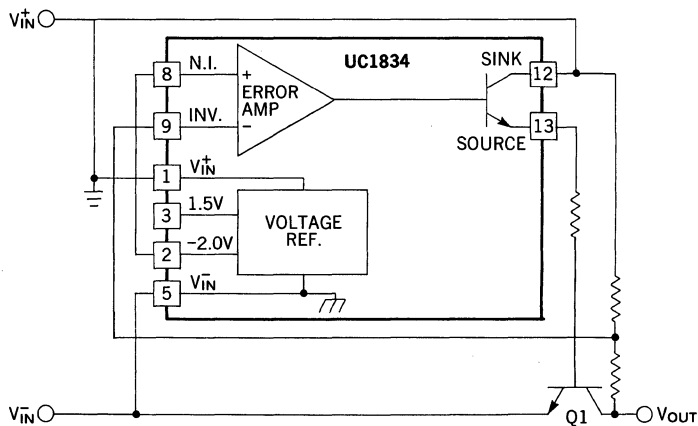 V+IN
UC1834
8 N.I. + ERROR AMP SINK 12
9 INV. − SOURCE 13
1 V+IN
3 1.5V VOLTAGE REF.
2 −2.0V
5 V−IN
V−IN Q1 VOUT